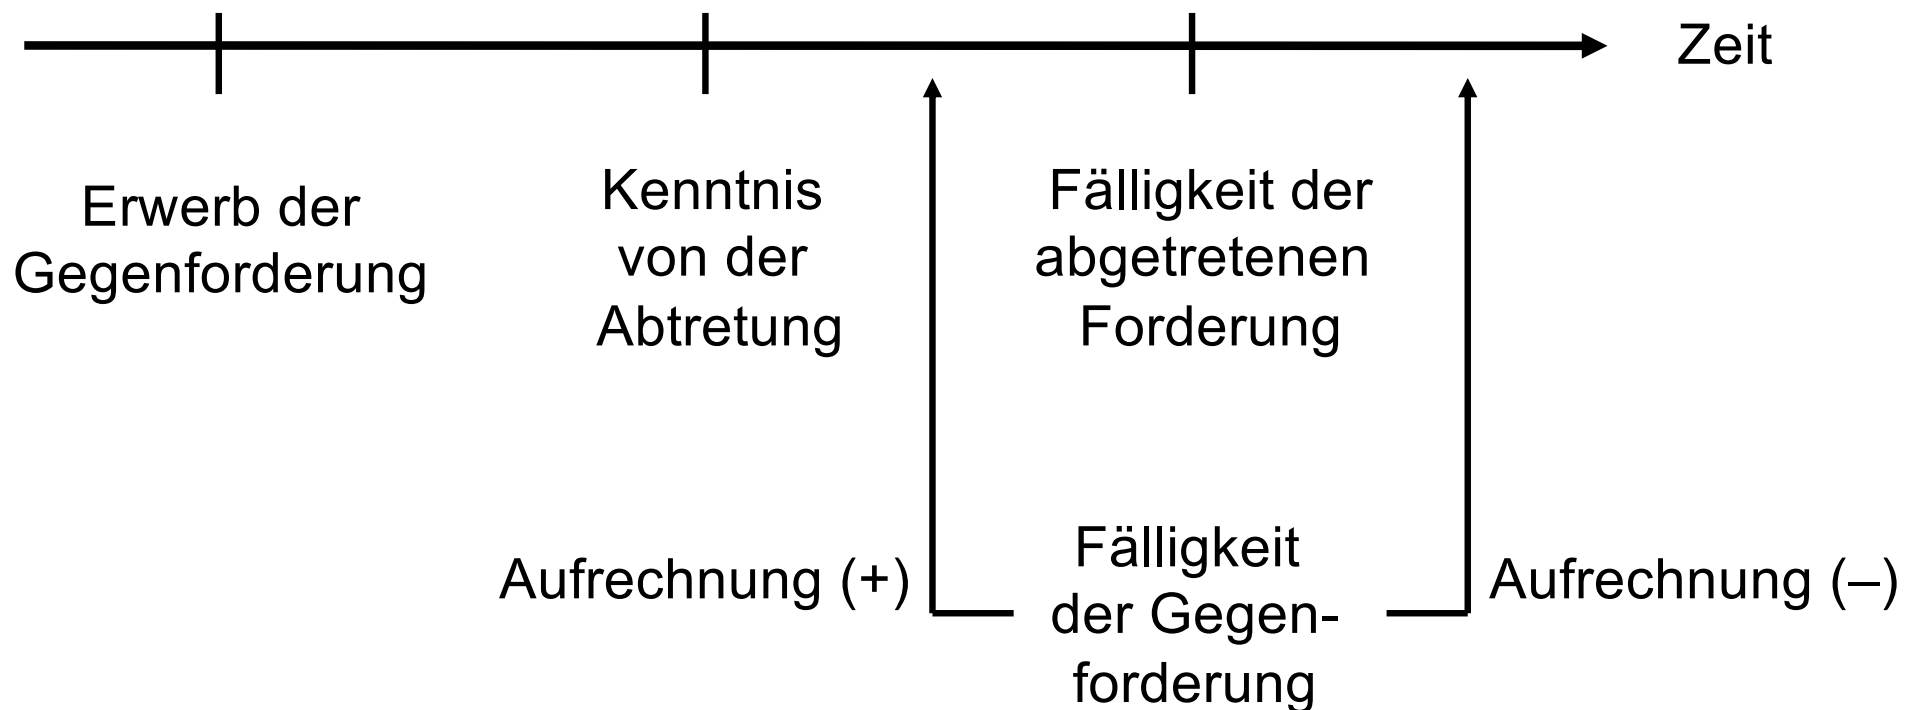 Zeit
Erwerb der
Gegenforderung
Kenntnis
von der
Abtretung
Fälligkeit der
abgetretenen
Forderung
Aufrechnung (+)
Fälligkeit
der Gegen-
forderung
Aufrechnung (–)